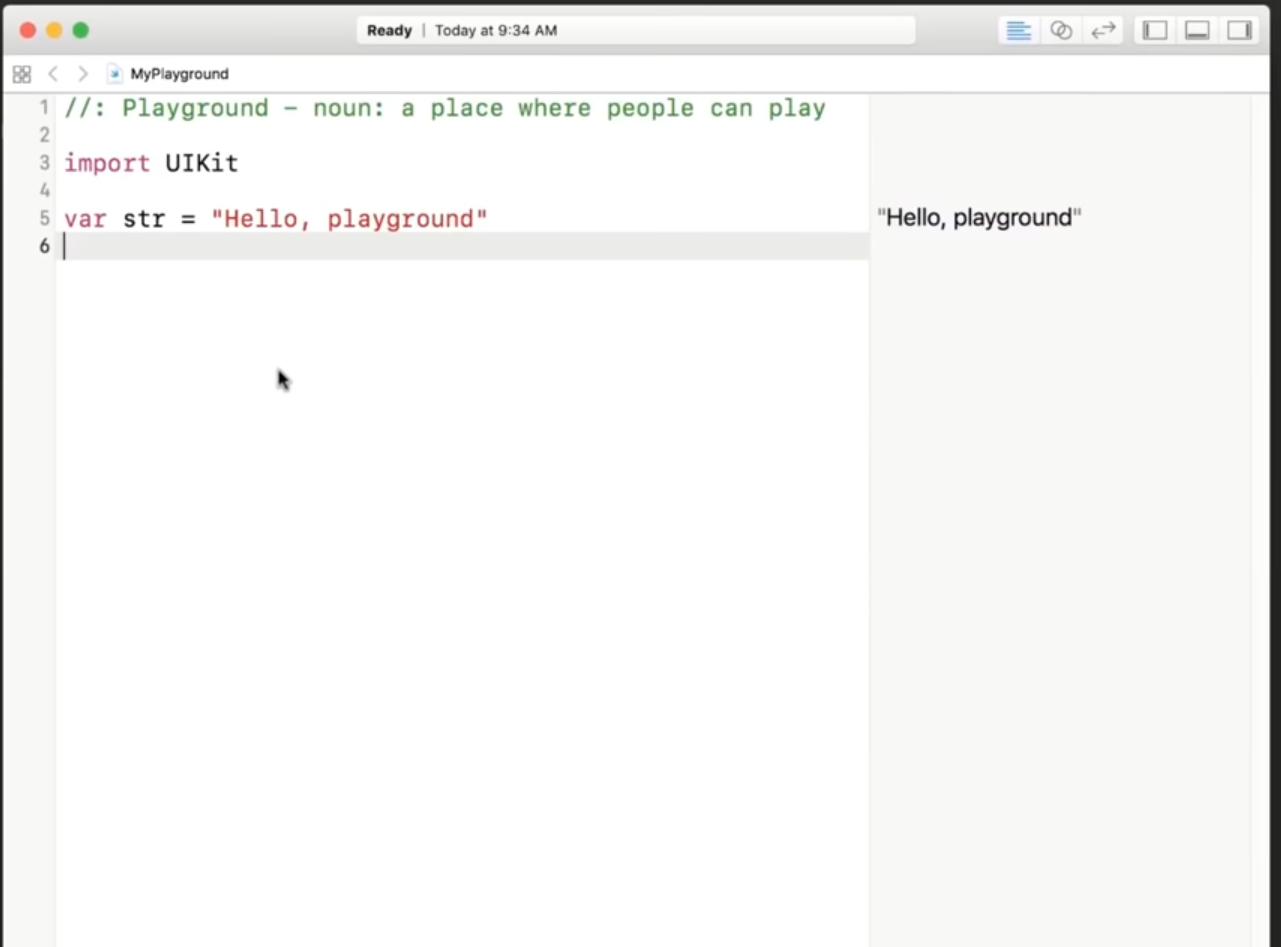 Ready | Today at 9:34 AM
MyPlayground
1 //: Playground – noun: a place where people can play
2
3 import UIKit
4
5 var str = "Hello, playground" "Hello, playground"
6